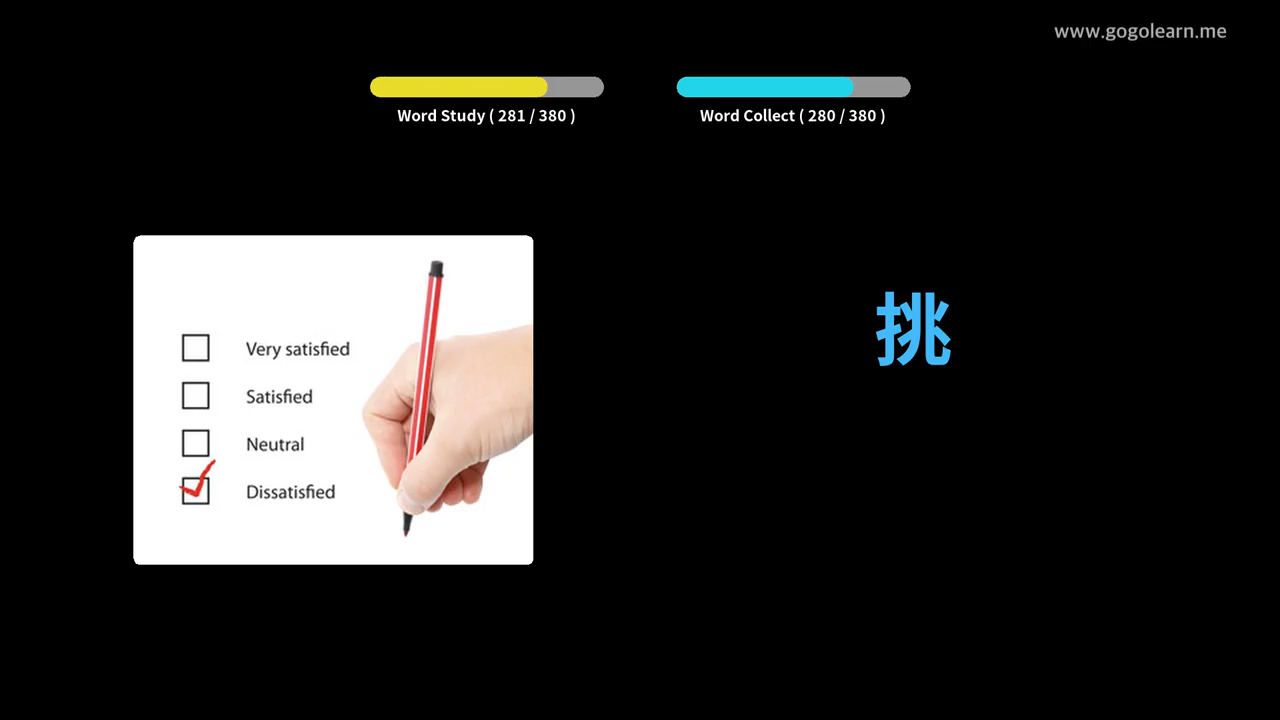 www.gogolearn.me
Word Study ( 281 / 380 )
Word Collect ( 280 / 380 )
挑
Very satisfied
Satisfied
Neutral
Dissatisfied